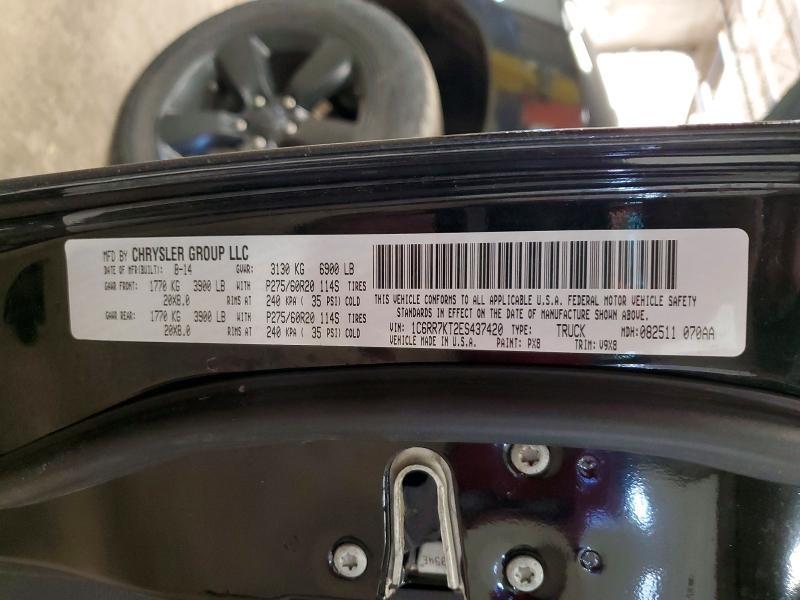 MFD BY CHRYSLER GROUP LLC
DATE OF MFR(BUILT): 8-14 GVWR: 3130 KG 6900 LB
GAWR FRONT: 1770 KG 3900 LB WITH P275/60R20 114S TIRES
20X8.0 RIMS AT 240 KPA ( 35 PSI) COLD
GAWR REAR: 1770 KG 3900 LB WITH P275/60R20 114S TIRES
20X8.0 RIMS AT 240 KPA ( 35 PSI) COLD
THIS VEHICLE CONFORMS TO ALL APPLICABLE U.S.A. FEDERAL MOTOR VEHICLE SAFETY
STANDARDS IN EFFECT ON THE DATE OF MANUFACTURE SHOWN ABOVE.
VIN: 1C6RR7KT2ES437420 TYPE: TRUCK MDH: 082511 070AA
VEHICLE MADE IN U.S.A. PAINT: PX8 TRIM: V9X8